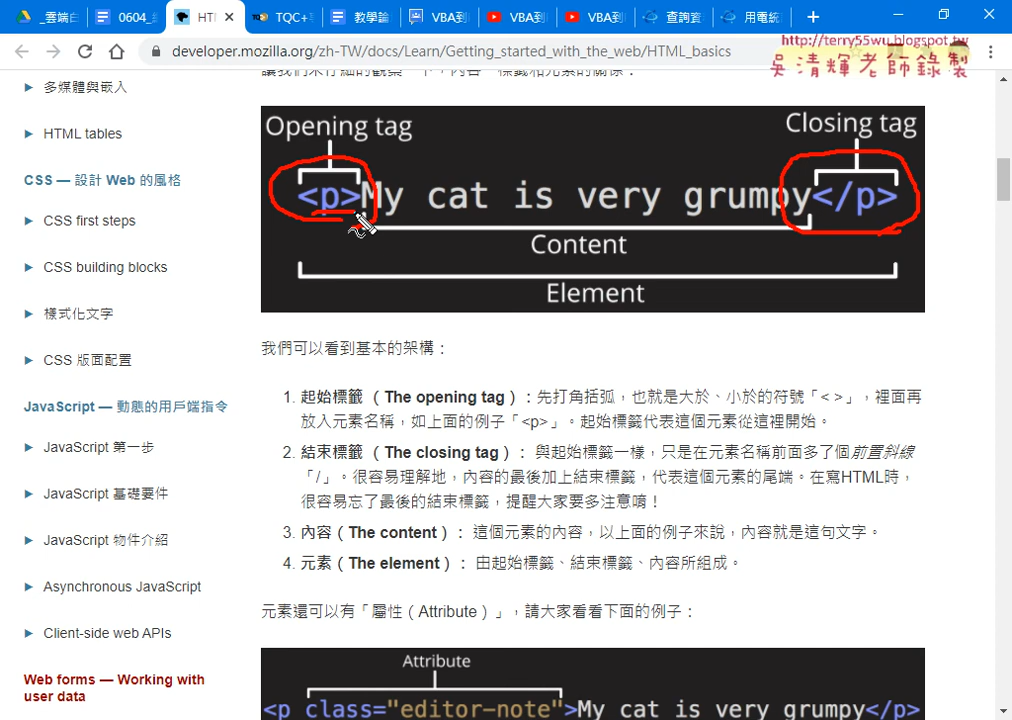 _雲端白
0604_
HTI
TQC+
教學論
VBA到
VBA到
VBA到
查詢簽
用電統
developer.mozilla.org/zh-TW/docs/Learn/Getting_started_with_the_web/HTML_basics
http://terry55wu.blogspot.tw
吳清輝老師錄製
多媒體與嵌入
HTML tables
CSS — 設計 Web 的風格
CSS first steps
CSS building blocks
樣式化文字
CSS 版面配置
JavaScript — 動態的用戶端指令
JavaScript 第一步
JavaScript 基礎要件
JavaScript 物件介紹
Asynchronous JavaScript
Client-side web APIs
Web forms — Working with
user data
Opening tag
Closing tag
<p>My cat is very grumpy</p>
Content
Element
我們可以看到基本的架構：
1. 起始標籤 （The opening tag）：先打角括弧，也就是大於、小於的符號「< >」，裡面再
放入元素名稱，如上面的例子「<p>」。起始標籤代表這個元素從這裡開始。
2. 結束標籤 （The closing tag）： 與起始標籤一樣，只是在元素名稱前面多了個前置斜線
「/」。很容易理解地，內容的最後加上結束標籤，代表這個元素的尾端。在寫HTML時，
很容易忘了最後的結束標籤，提醒大家要多注意唷！
3. 內容（The content）： 這個元素的內容，以上面的例子來說，內容就是這句文字。
4. 元素（The element）： 由起始標籤、結束標籤、內容所組成。
元素還可以有「屬性（Attribute）」，請大家看看下面的例子：
Attribute
<p class="editor-note">My cat is very grumpy</p>